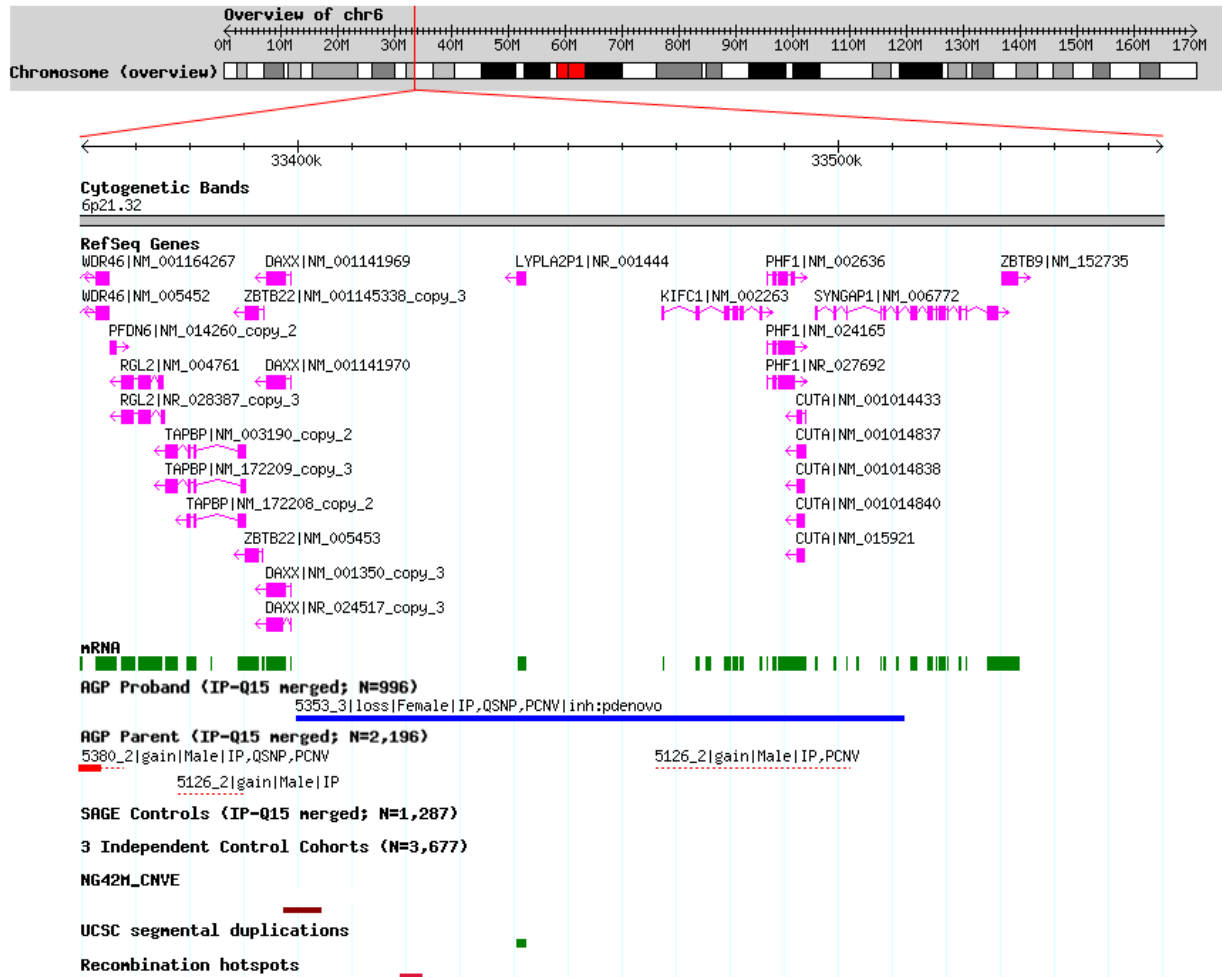 Overview of chr6
0M 10M 20M 30M 40M 50M 60M 70M 80M 90M 100M 110M 120M 130M 140M 150M 160M 170M
Chromosome (overview)
33400k 33500k
Cytogenetic Bands
6p21.32
RefSeq Genes
WDR46|NM_001164267 DAXX|NM_001141969 LYPLA2P1|NR_001444 PHF1|NM_002636 ZBTB9|NM_152735
WDR46|NM_005452 ZBTB22|NM_001145338_copy_3 KIFC1|NM_002263 SYNGAP1|NM_006772
PFDN6|NM_014260_copy_2 PHF1|NM_024165
RGL2|NM_004761 DAXX|NM_001141970 PHF1|NR_027692
RGL2|NR_028387_copy_3 CUTA|NM_001014433
TAPBP|NM_003190_copy_2 CUTA|NM_001014837
TAPBP|NM_172209_copy_3 CUTA|NM_001014838
TAPBP|NM_172208_copy_2 CUTA|NM_001014840
ZBTB22|NM_005453 CUTA|NM_015921
DAXX|NM_001350_copy_3
DAXX|NR_024517_copy_3
mRNA
AGP Proband (IP-Q15 merged; N=996)
5353_3|loss|Female|IP,QSNP,PCNV|inh:pdenovo
AGP Parent (IP-Q15 merged; N=2,196)
5380_2|gain|Male|IP,QSNP,PCNV 5126_2|gain|Male|IP,PCNV
5126_2|gain|Male|IP
SAGE Controls (IP-Q15 merged; N=1,287)
3 Independent Control Cohorts (N=3,677)
NG42M_CNVE
UCSC segmental duplications
Recombination hotspots